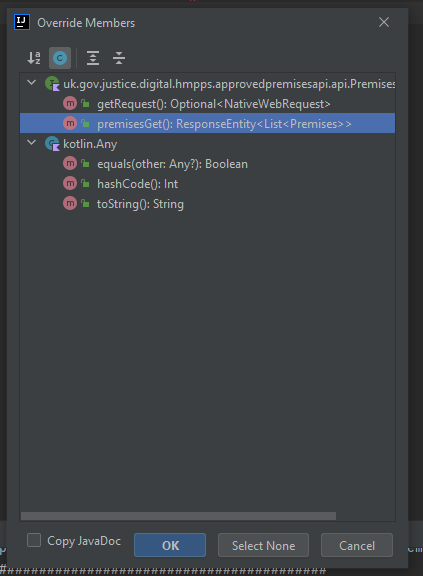 IJ
Override Members
C
uk.gov.justice.digital.hmpps.approvedpremisesapi.api.Premises
m getRequest(): Optional<NativeWebRequest>
m premisesGet(): ResponseEntity<List<Premises>>
kotlin.Any
m equals(other: Any?): Boolean
m hashCode(): Int
m toString(): String
Copy JavaDoc
OK
Select None
Cancel
#########################################